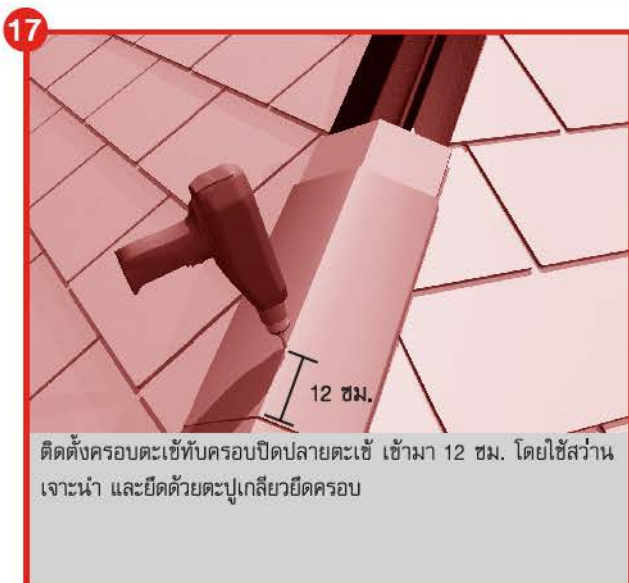 17
12 ซม.
ติดตั้งครอบตะเข้ทับครอบปิดปลายตะเข้ เข้ามา 12 ซม. โดยใช้สว่าน
เจาะนำ และยึดด้วยตะปูเกลียวยึดครอบ